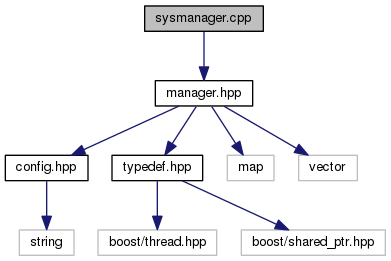 sysmanager.cpp
manager.hpp
config.hpp
typedef.hpp
map
vector
string
boost/thread.hpp
boost/shared_ptr.hpp